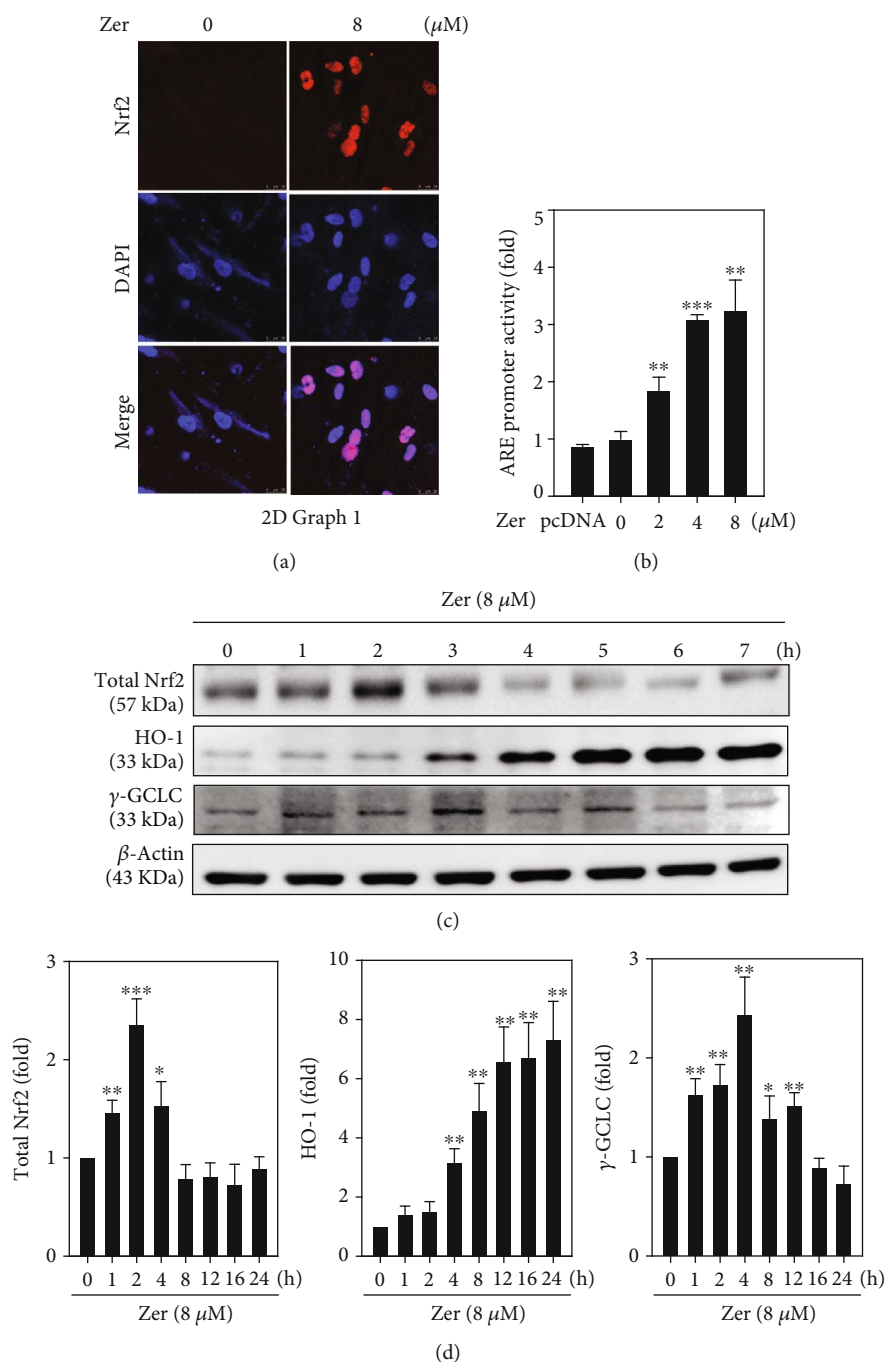 Zer 0 8 (μM)
Nrf2
DAPI
Merge
2D Graph 1
(a)
ARE promoter activity (fold)
5
4
3
2
1
0
** *** **
Zer pcDNA 0 2 4 8 (μM)
(b)
Zer (8 μM)
0 1 2 3 4 5 6 7 (h)
Total Nrf2
(57 kDa)
HO-1
(33 kDa)
γ-GCLC
(33 kDa)
β-Actin
(43 KDa)
(c)
Total Nrf2 (fold)
3
2
1
0
** *** *
0 1 2 4 8 12 16 24 (h)
Zer (8 μM)
HO-1 (fold)
10
8
6
4
2
0
** ** ** ** **
0 1 2 4 8 12 16 24 (h)
Zer (8 μM)
γ-GCLC (fold)
3
2
1
0
** ** ** * **
0 1 2 4 8 12 16 24 (h)
Zer (8 μM)
(d)